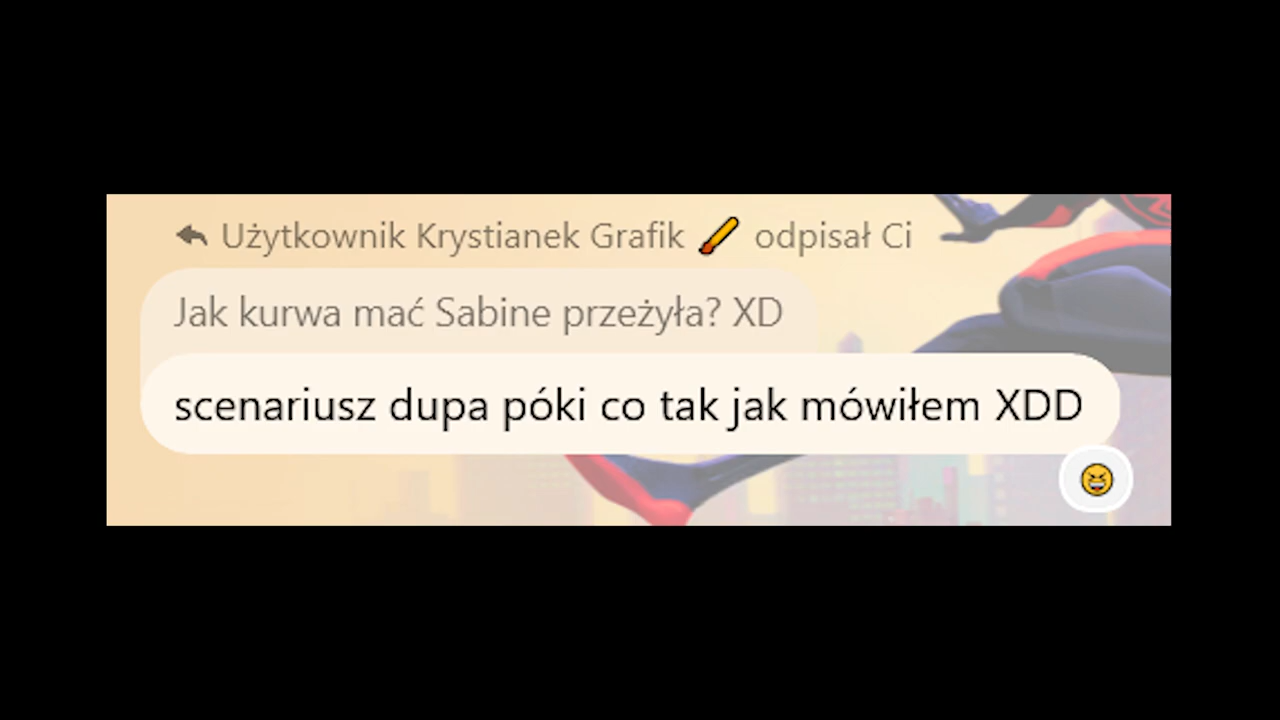 Użytkownik Krystianek Grafik 🖌️ odpisał Ci
Jak kurwa mać Sabine przeżyła? XD
scenariusz dupa póki co tak jak mówiłem XDD